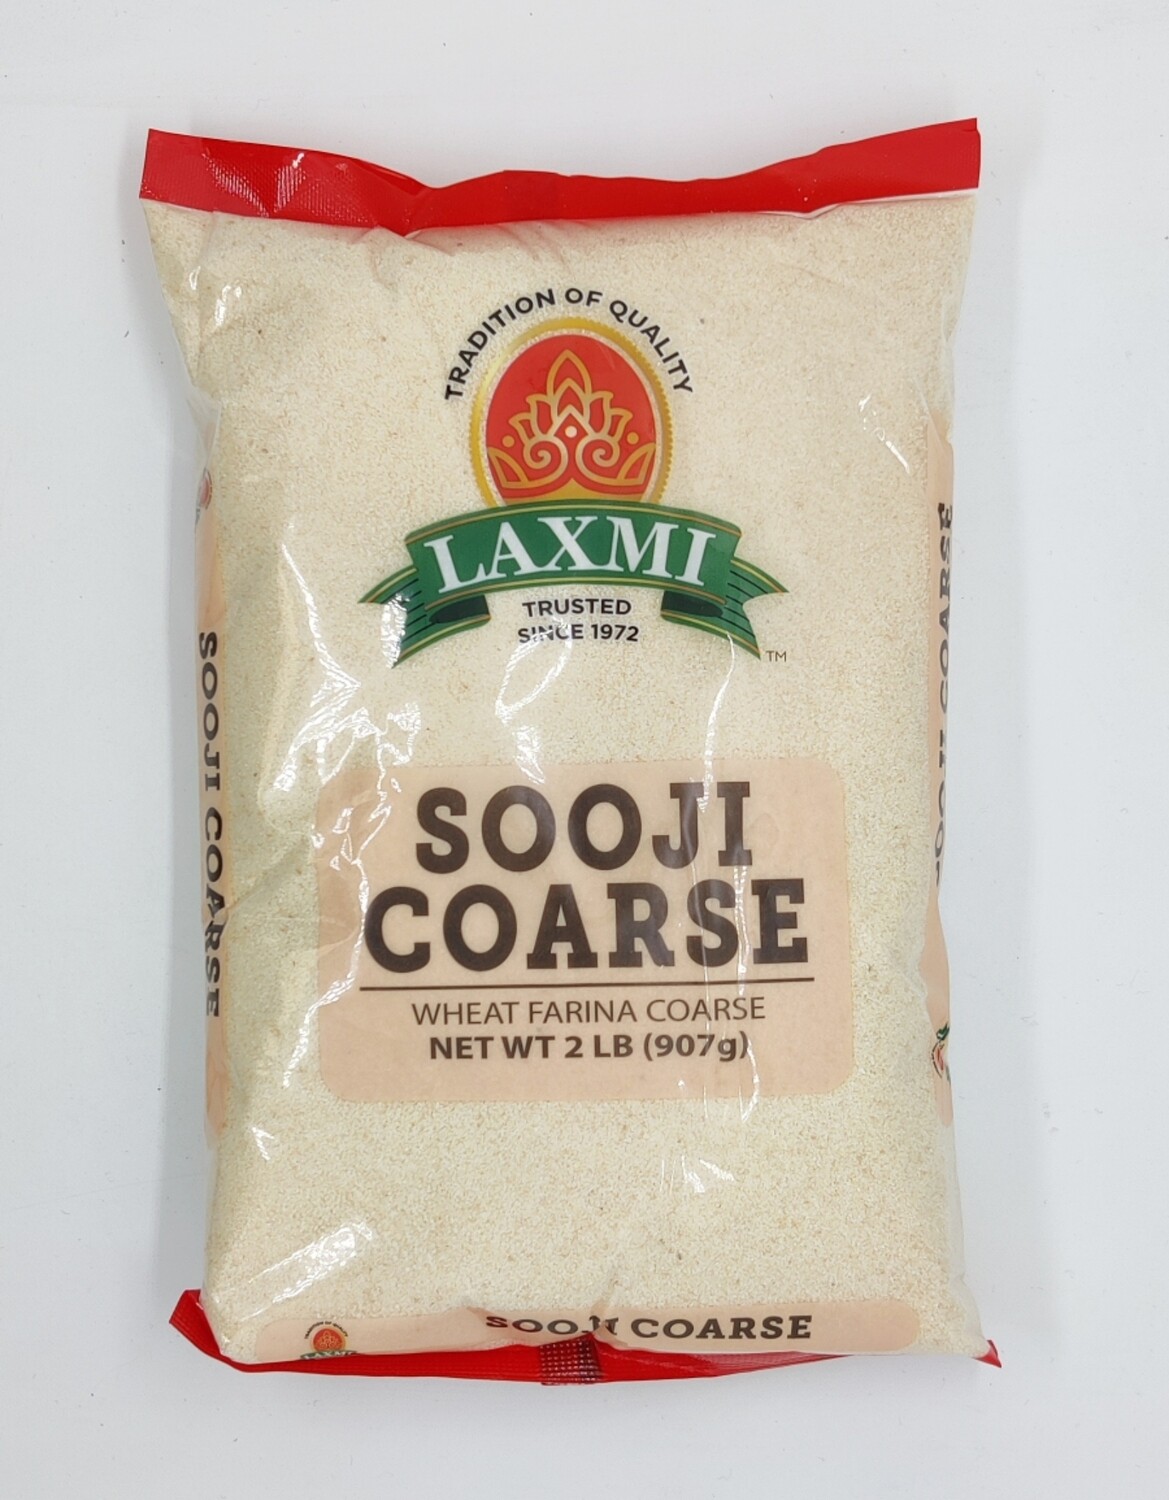 TRADITION OF QUALITY
LAXMI
TRUSTED
SINCE 1972
TM
SOOJI
COARSE
WHEAT FARINA COARSE
NET WT 2 LB (907g)
SOOJI COARSE
SOOJI COARSE
SOOJI COARSE
LAXMI